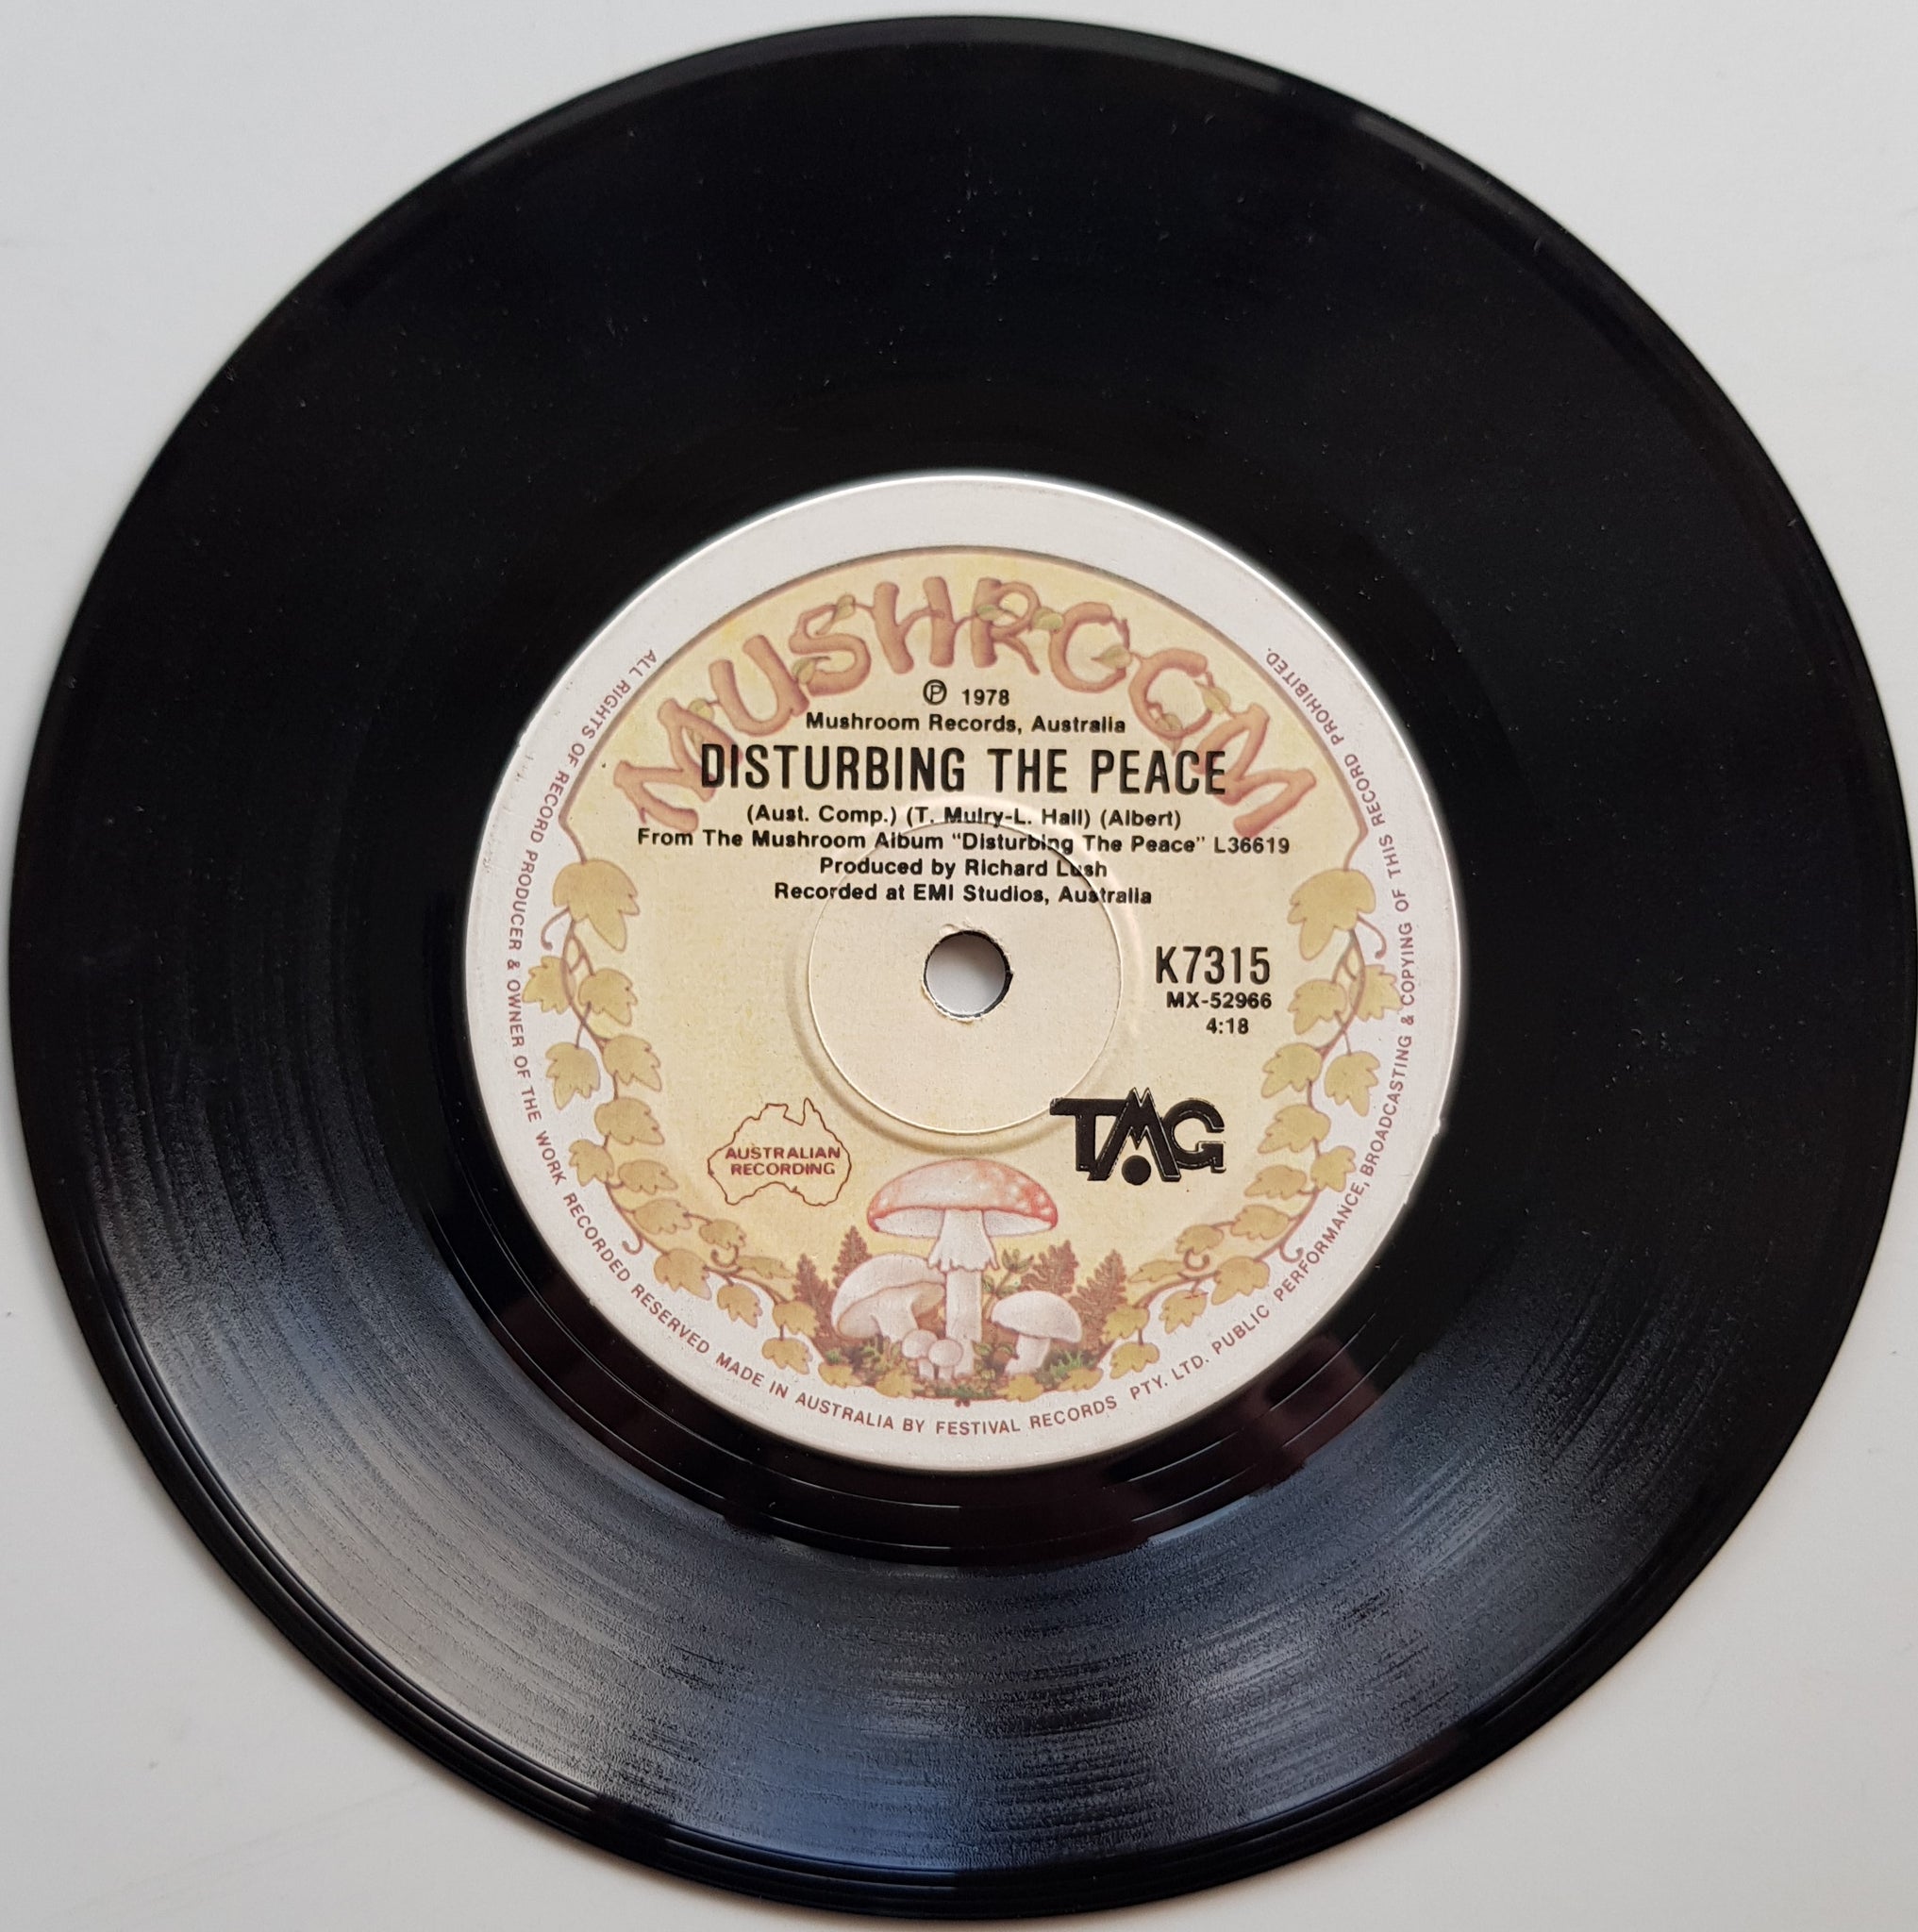 MUSHROOM
℗ 1978
Mushroom Records, Australia
DISTURBING THE PEACE
(Aust. Comp.) (T. Mulry-L. Hall) (Albert)
From The Mushroom Album "Disturbing The Peace" L36619
Produced by Richard Lush
Recorded at EMI Studios, Australia
K7315
MX-52966
4:18
AUSTRALIAN
RECORDING
TMG
ALL RIGHTS OF RECORD PRODUCER & OWNER OF THE WORK RECORDED RESERVED MADE IN AUSTRALIA BY FESTIVAL RECORDS PTY. LTD. PUBLIC PERFORMANCE, BROADCASTING & COPYING OF THIS RECORD PROHIBITED.